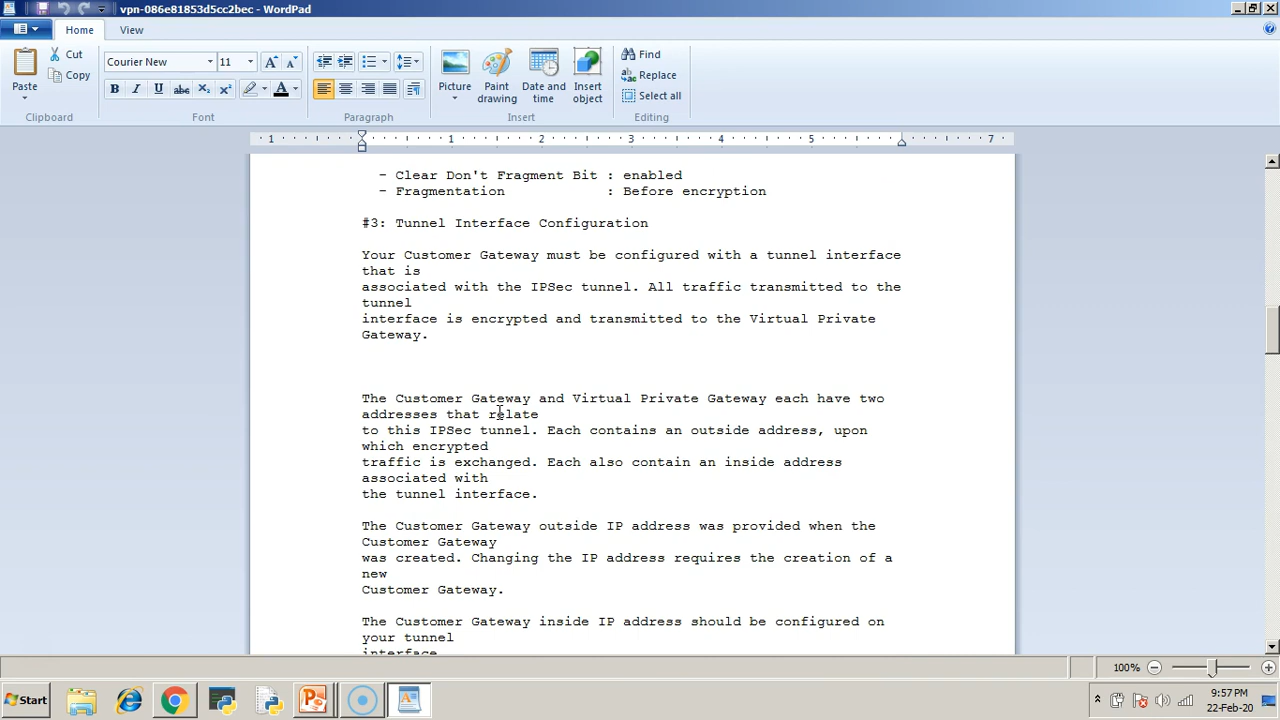 vpn-086e81853d5cc2bec - WordPad
Home
View
Paste
Cut
Copy
Clipboard
Courier New
11
Font
Paragraph
Picture
Paint drawing
Date and time
Insert object
Insert
Find
Replace
Select all
Editing
1 1 2 3 4 5 6 7
- Clear Don't Fragment Bit : enabled
- Fragmentation : Before encryption
#3: Tunnel Interface Configuration
Your Customer Gateway must be configured with a tunnel interface
that is
associated with the IPSec tunnel. All traffic transmitted to the
tunnel
interface is encrypted and transmitted to the Virtual Private
Gateway.
The Customer Gateway and Virtual Private Gateway each have two
addresses that relate
to this IPSec tunnel. Each contains an outside address, upon
which encrypted
traffic is exchanged. Each also contain an inside address
associated with
the tunnel interface.
The Customer Gateway outside IP address was provided when the
Customer Gateway
was created. Changing the IP address requires the creation of a
new
Customer Gateway.
The Customer Gateway inside IP address should be configured on
your tunnel
interface.
100%
Start
9:57 PM
22-Feb-20